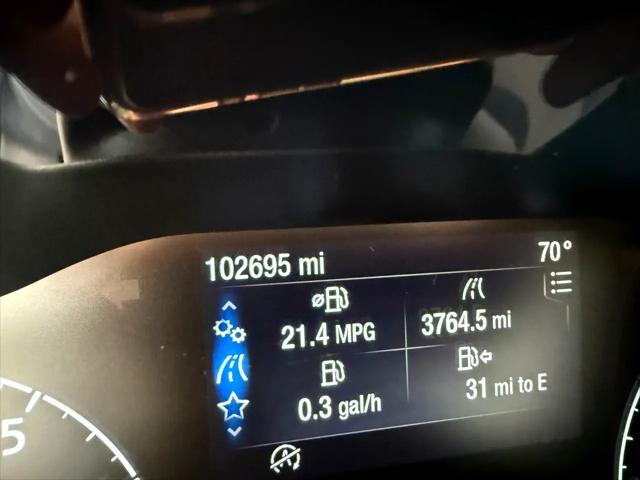 102695 mi
70°
21.4 MPG
3764.5 mi
0.3 gal/h
31 mi to E
A
5